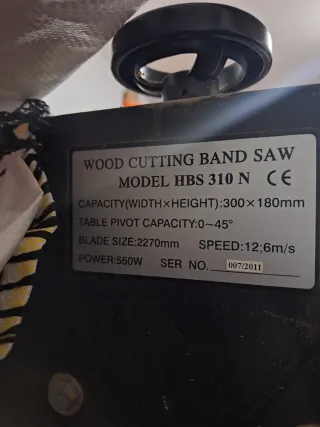 WOOD CUTTING BAND SAW
MODEL HBS 310 N CE
CAPACITY(WIDTH×HEIGHT):300×180mm
TABLE PIVOT CAPACITY:0~45°
BLADE SIZE:2270mm SPEED:12;6m/s
POWER:550W SER NO. 007/2011